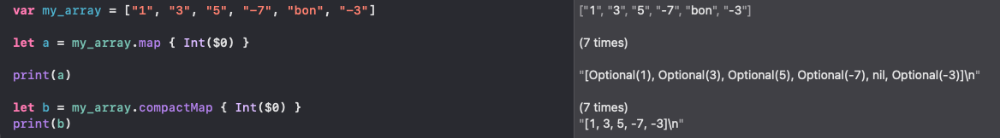 var my_array = ["1", "3", "5", "-7", "bon", "-3"] ["1", "3", "5", "-7", "bon", "-3"]
let a = my_array.map { Int($0) } (7 times)
print(a) "[Optional(1), Optional(3), Optional(5), Optional(-7), nil, Optional(-3)]\n"
let b = my_array.compactMap { Int($0) } (7 times)
print(b) "[1, 3, 5, -7, -3]\n"